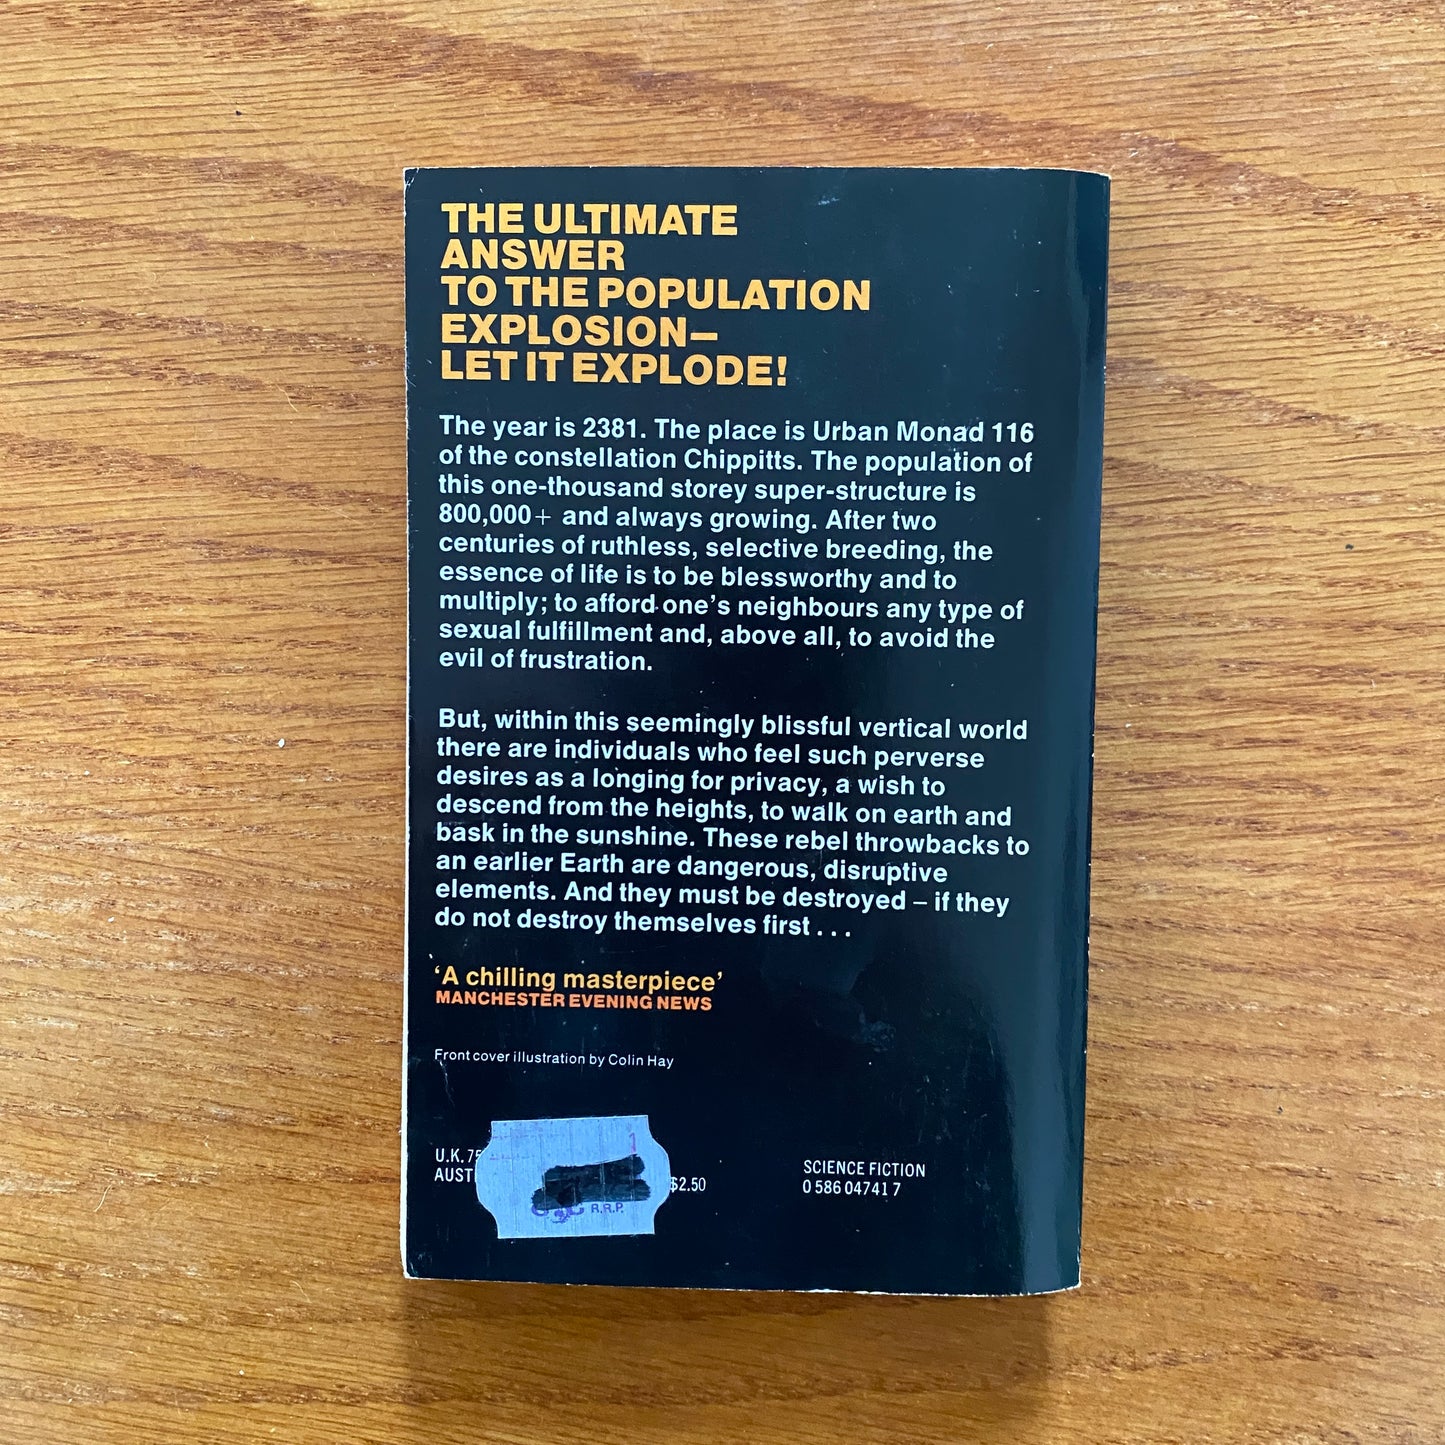 THE ULTIMATE
ANSWER
TO THE POPULATION
EXPLOSION—
LET IT EXPLODE!
The year is 2381. The place is Urban Monad 116
of the constellation Chippitts. The population of
this one-thousand storey super-structure is
800,000+ and always growing. After two
centuries of ruthless, selective breeding, the
essence of life is to be blessworthy and to
multiply; to afford one's neighbours any type of
sexual fulfillment and, above all, to avoid the
evil of frustration.
But, within this seemingly blissful vertical world
there are individuals who feel such perverse
desires as a longing for privacy, a wish to
descend from the heights, to walk on earth and
bask in the sunshine. These rebel throwbacks to
an earlier Earth are dangerous, disruptive
elements. And they must be destroyed – if they
do not destroy themselves first . . .
‘A chilling masterpiece’
MANCHESTER EVENING NEWS
Front cover illustration by Colin Hay
1
U.K. 75
SCIENCE FICTION
AUST
$2.50
0 586 04741 7
R.R.P.